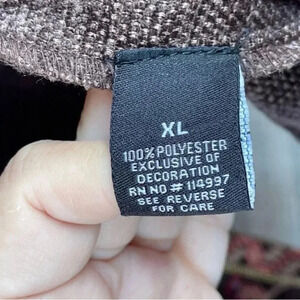 XL
100% POLYESTER
EXCLUSIVE OF
DECORATION
RN NO # 114997
SEE REVERSE
FOR CARE